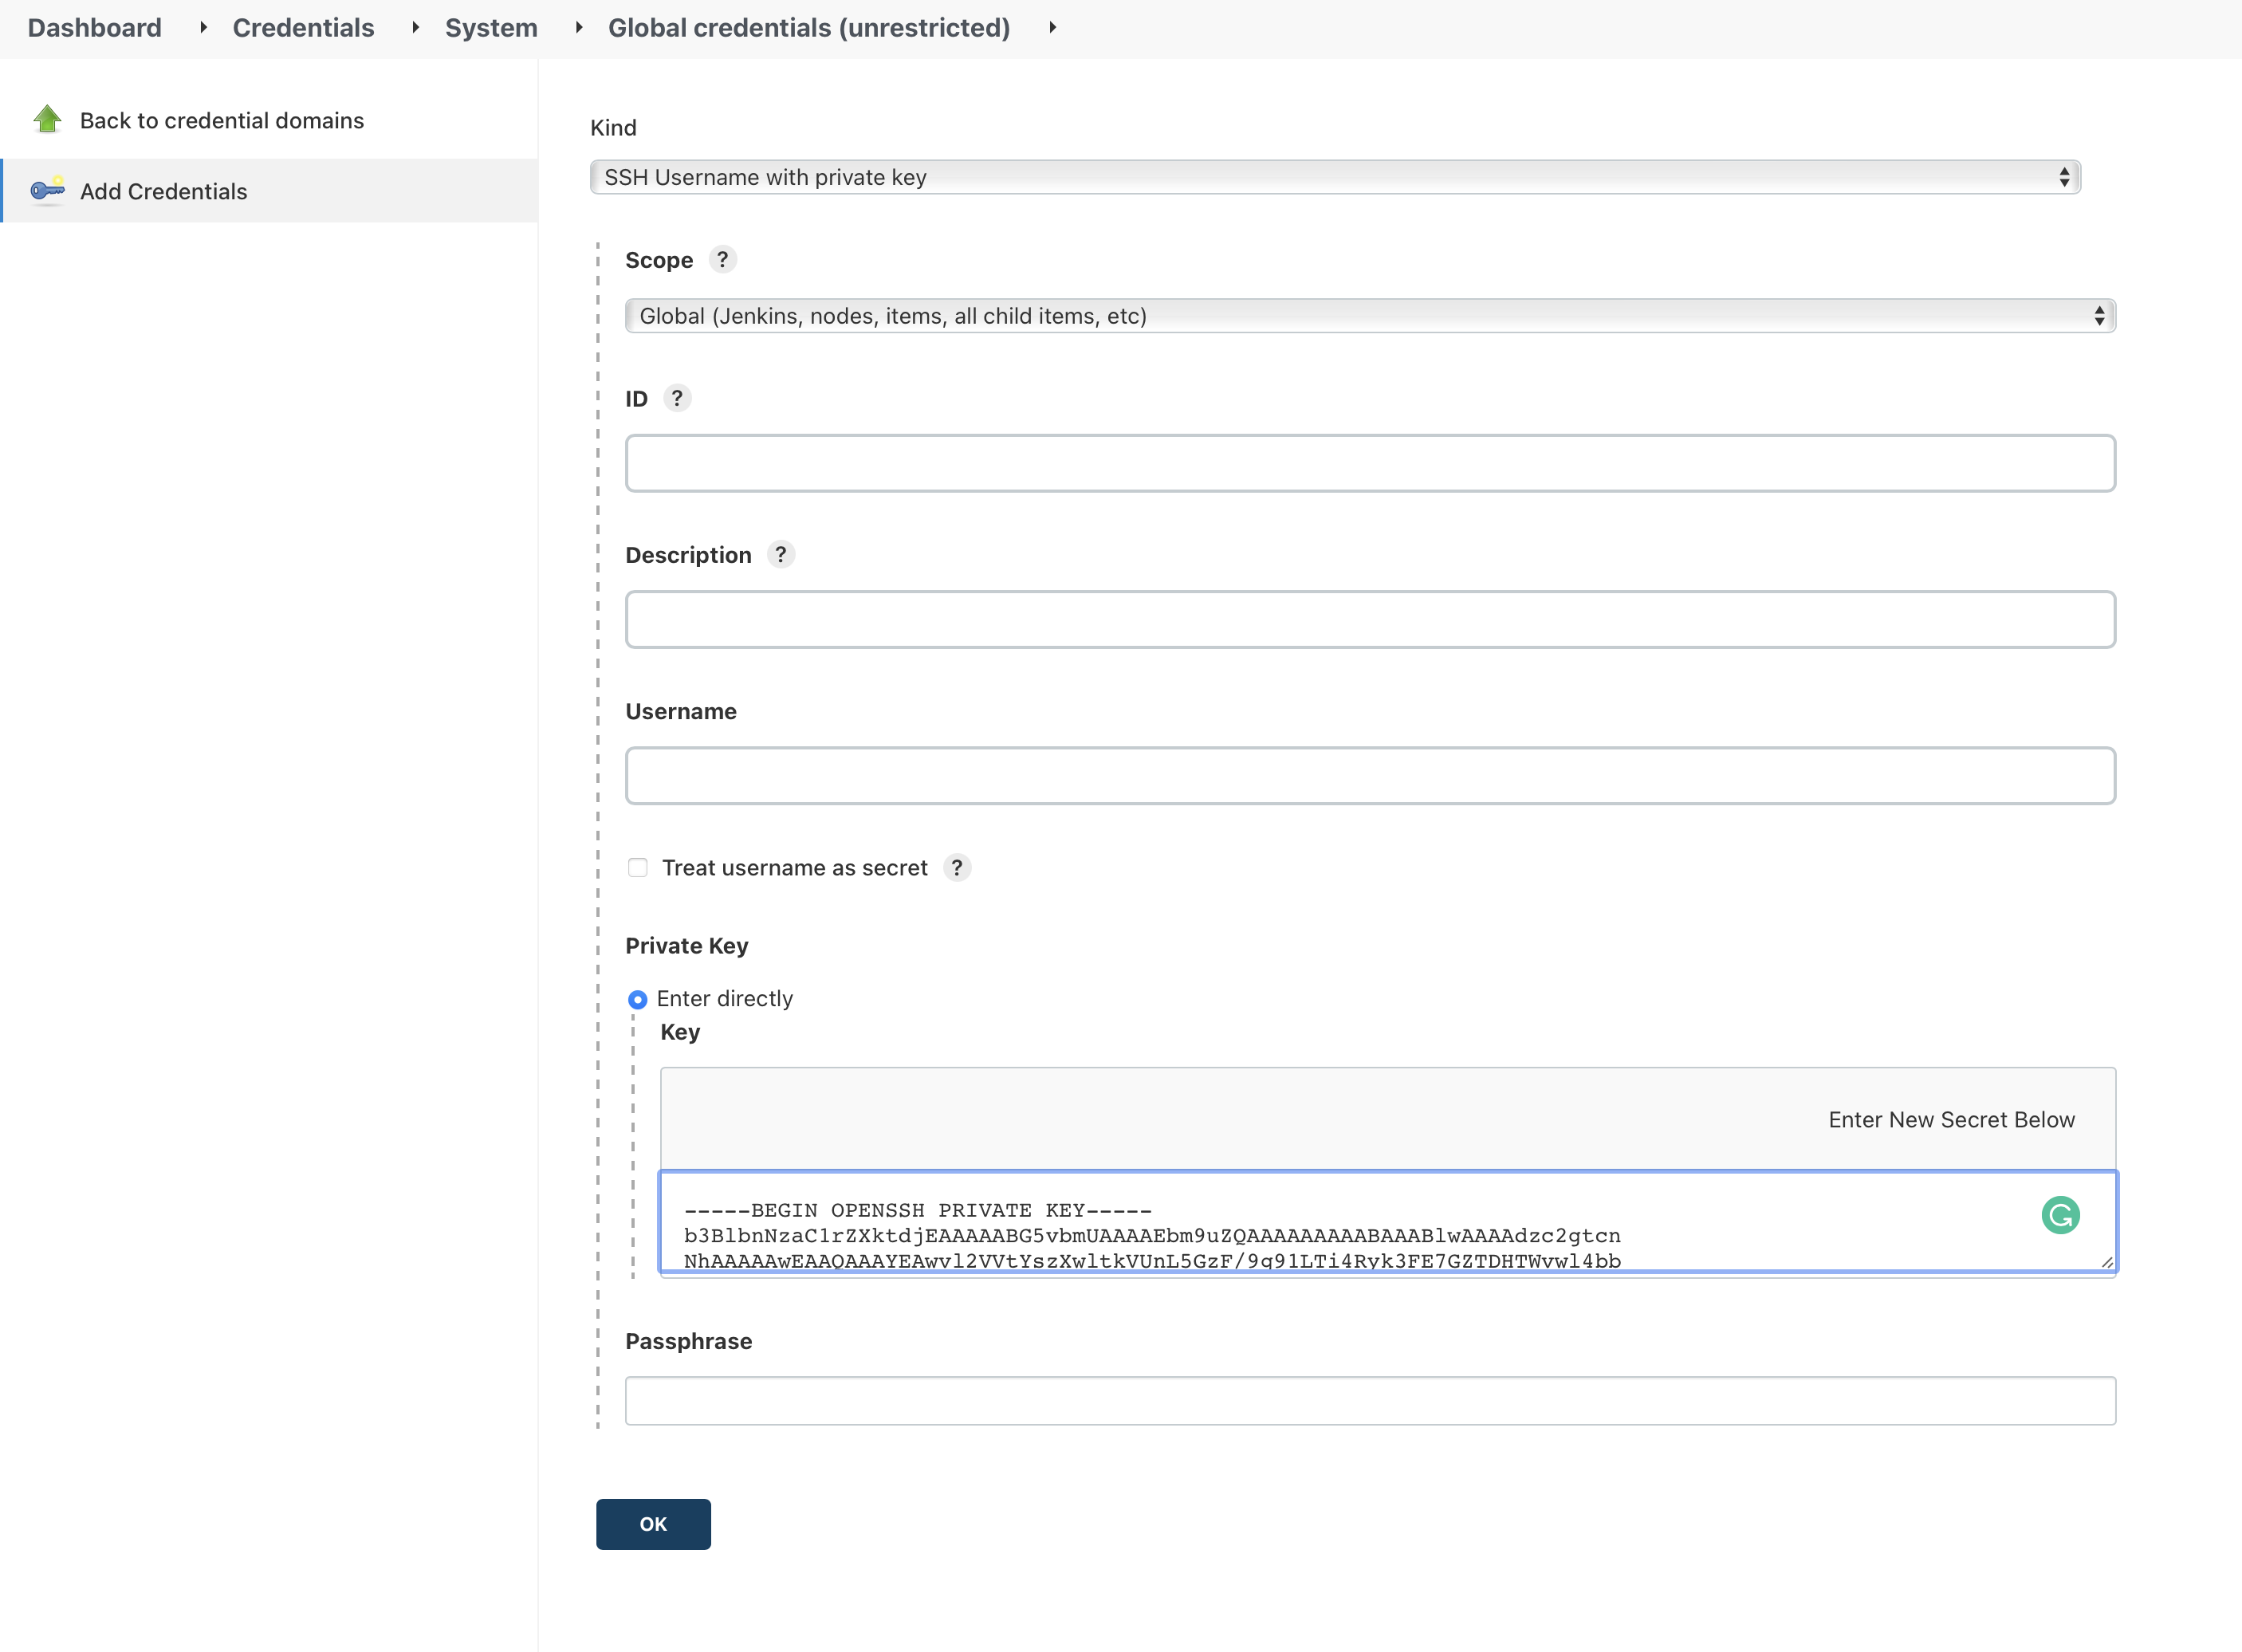 Dashboard Credentials System Global credentials (unrestricted)
Back to credential domains
Add Credentials
Kind
SSH Username with private key
Scope ?
Global (Jenkins, nodes, items, all child items, etc)
ID ?
Description ?
Username
Treat username as secret ?
Private Key
Enter directly
Key
Enter New Secret Below
-----BEGIN OPENSSH PRIVATE KEY-----
b3BlbnNzaC1rZXktdjEAAAAABG5vbmUAAAAEbm9uZQAAAAAAAAABAAABlwAAAAdzc2gtcn
NhAAAAAwEAAQAAAYEAwvl2VVtYszXwltkVUnL5GzF/9q91LTi4Ryk3FE7GZTDHTWvwl4bb
Passphrase
OK